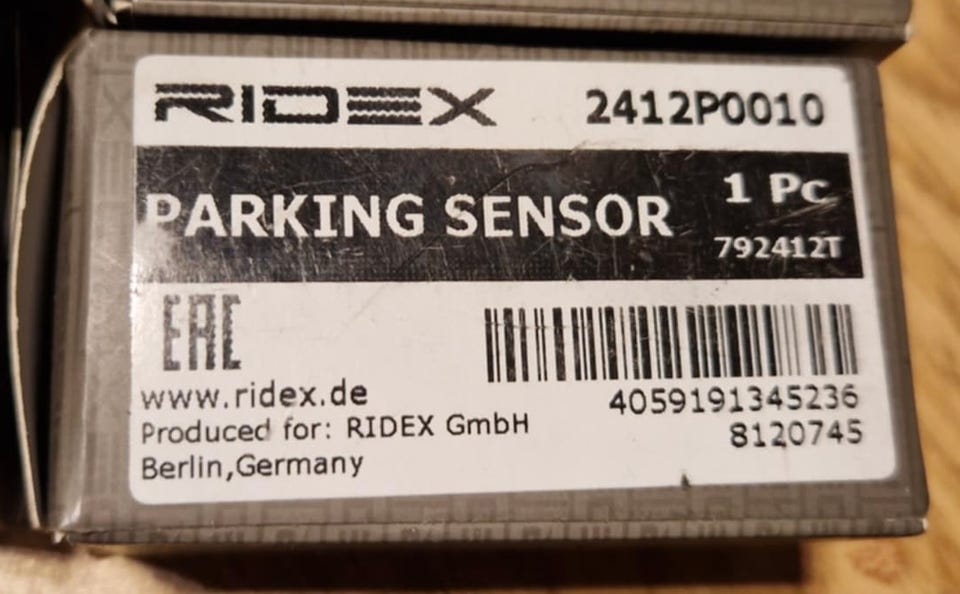 RIDEX 2412P0010
PARKING SENSOR 1 Pc
792412T
EAC
www.ridex.de
4059191345236
Produced for: RIDEX GmbH
8120745
Berlin,Germany